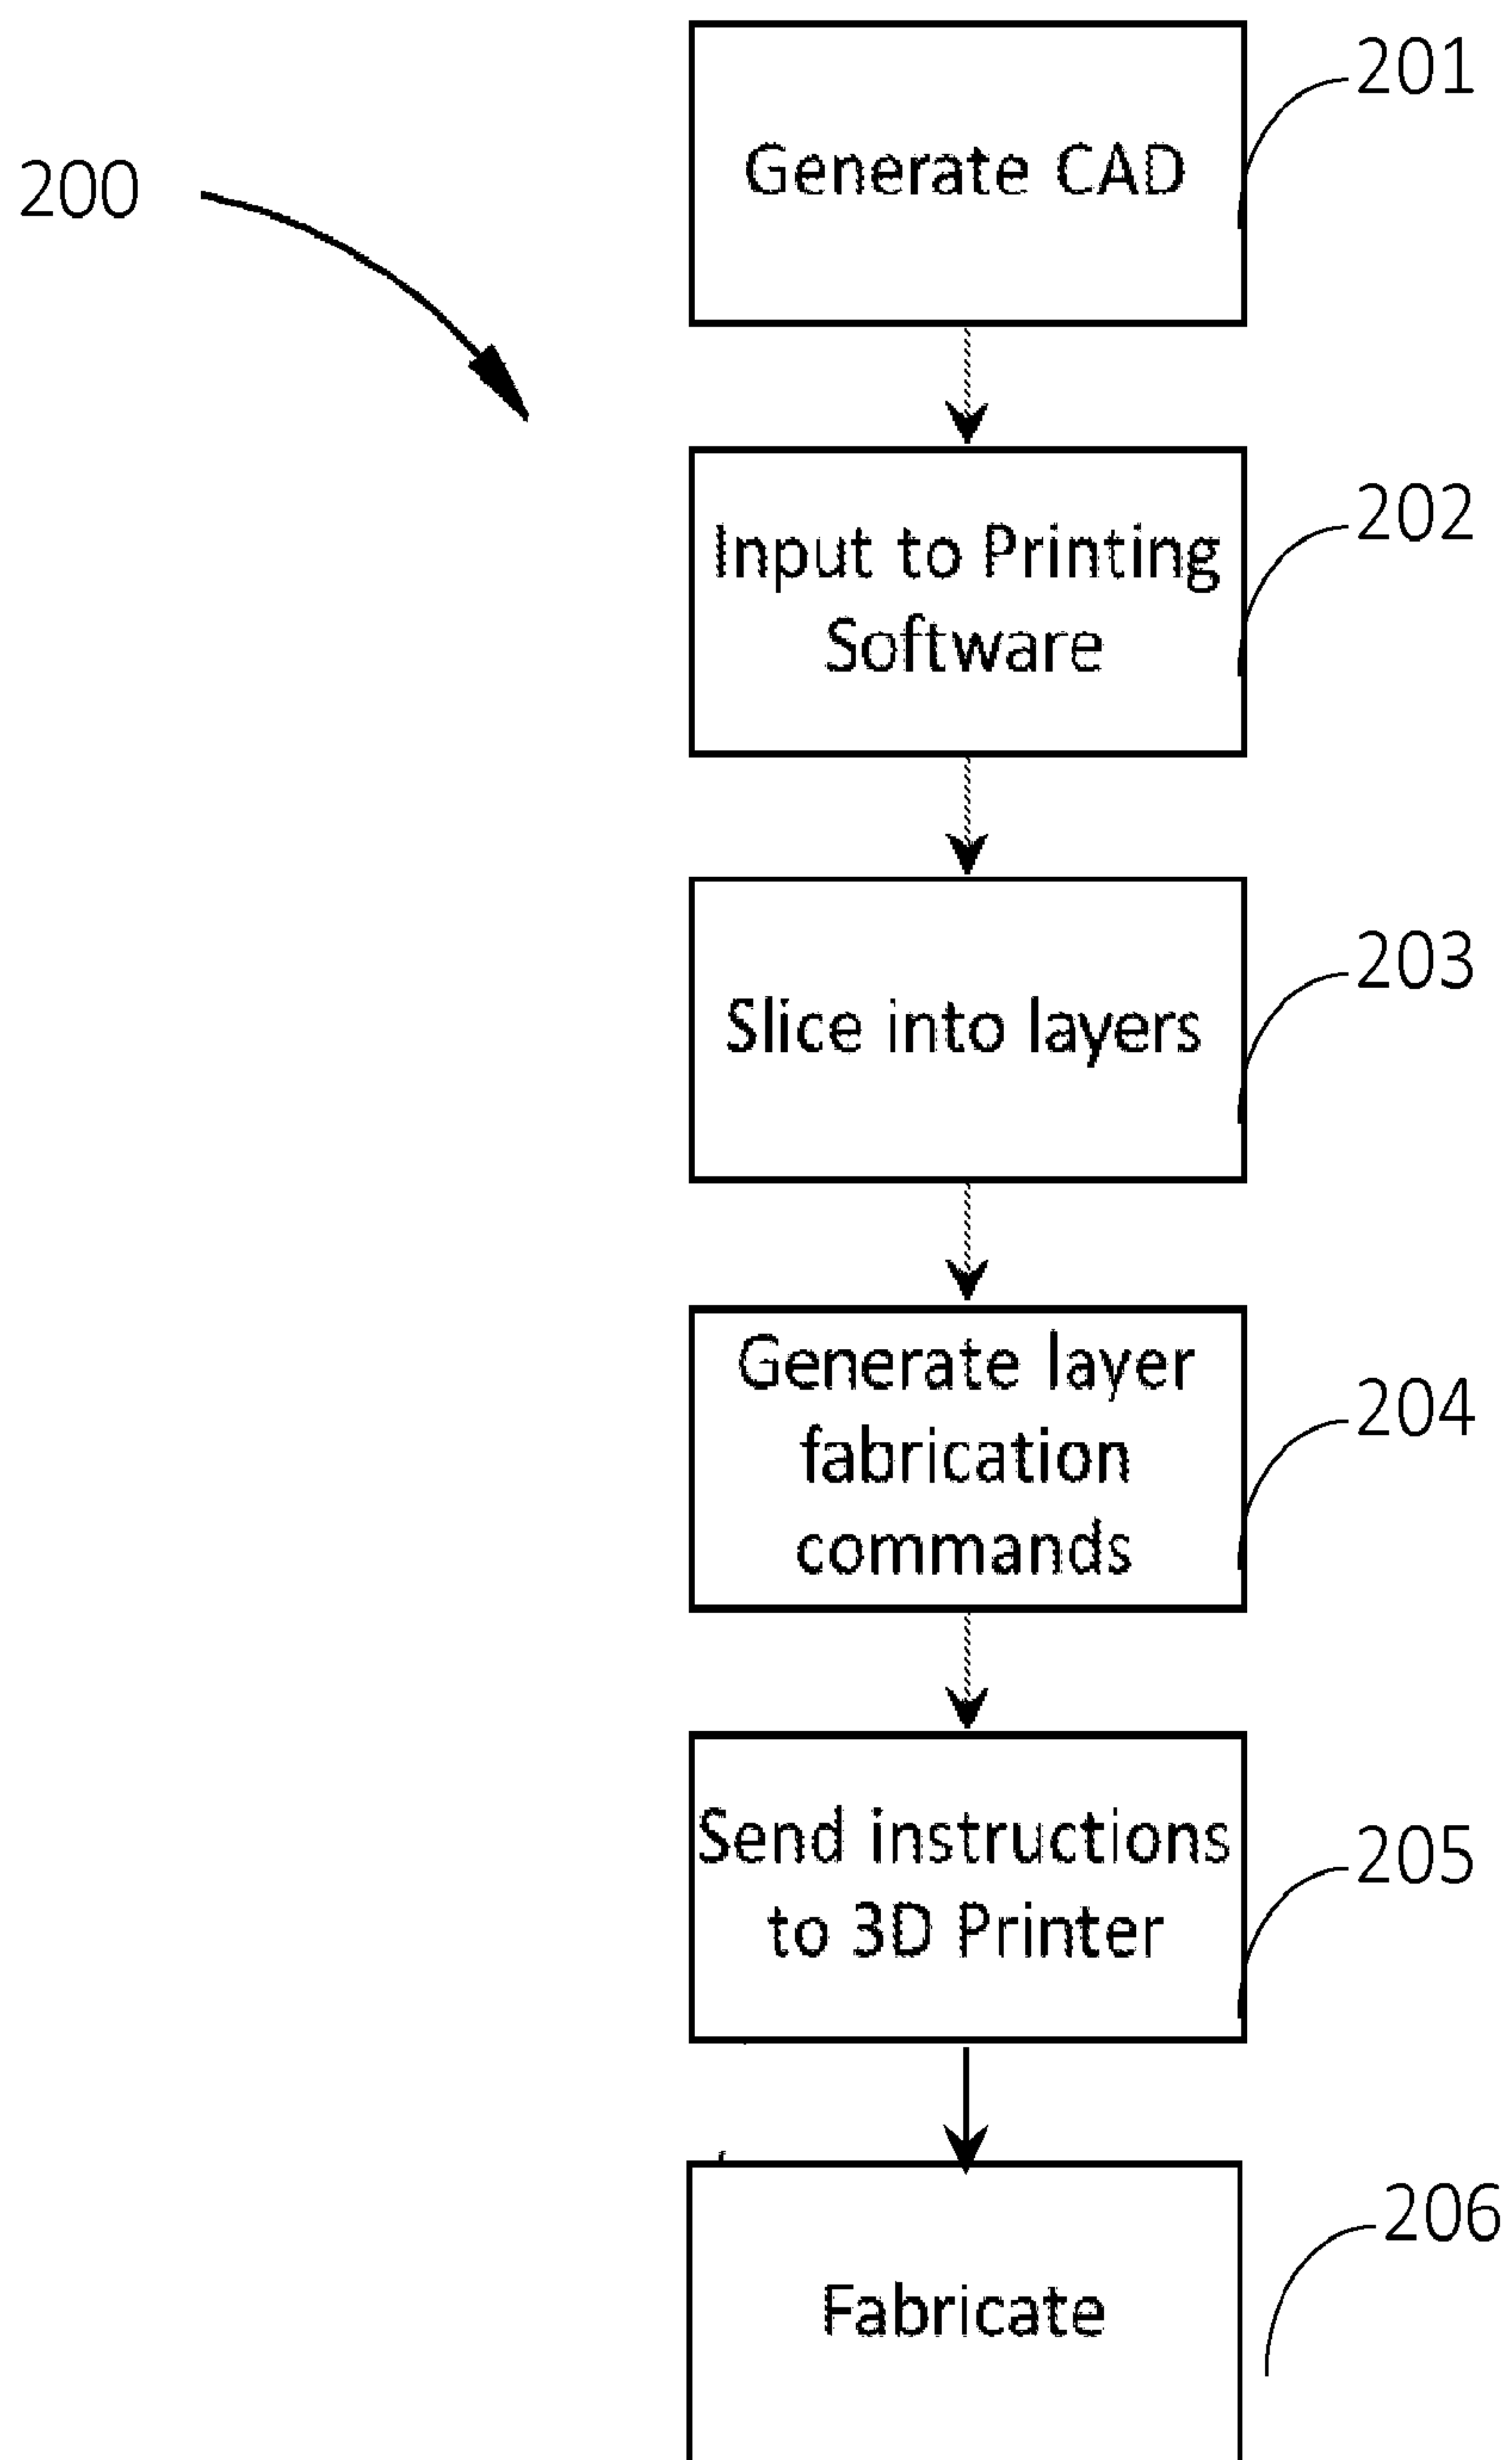 200
Generate CAD
201
Input to Printing
Software
202
Slice into layers
203
Generate layer
fabrication
commands
204
Send instructions
to 3D Printer
205
Fabricate
206